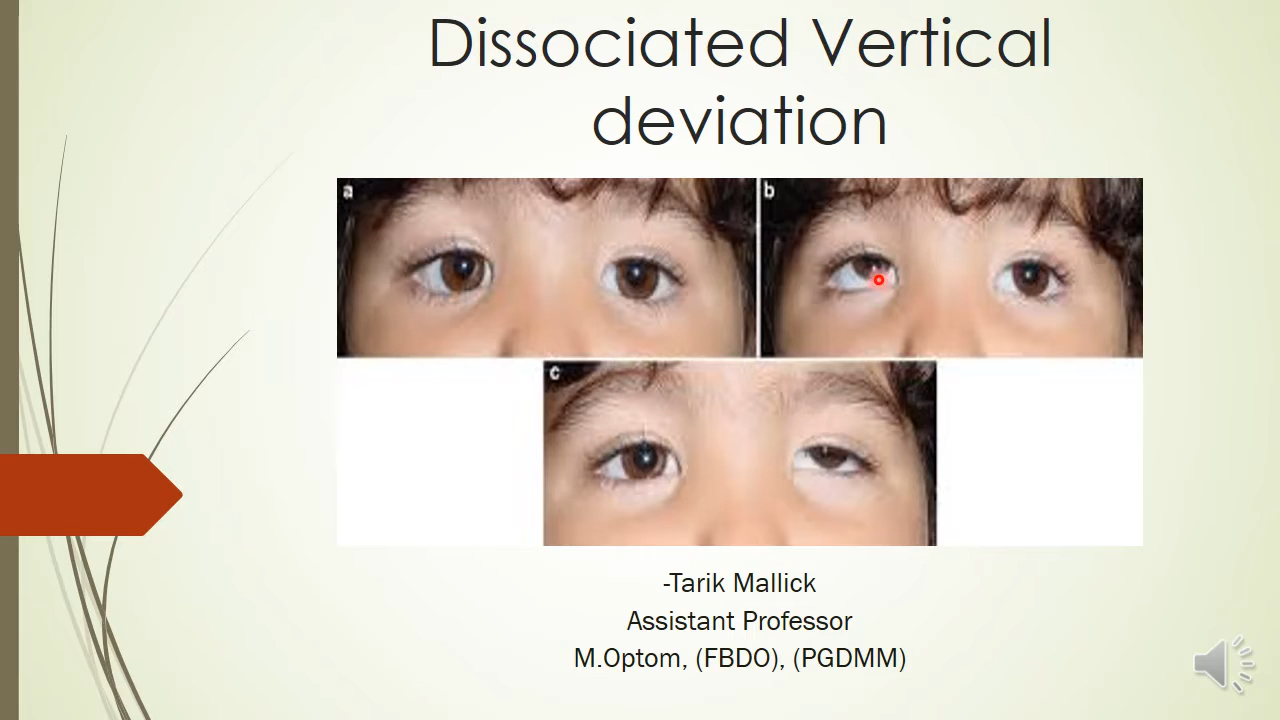 Dissociated Vertical
deviation
a
b
c
-Tarik Mallick
Assistant Professor
M.Optom, (FBDO), (PGDMM)